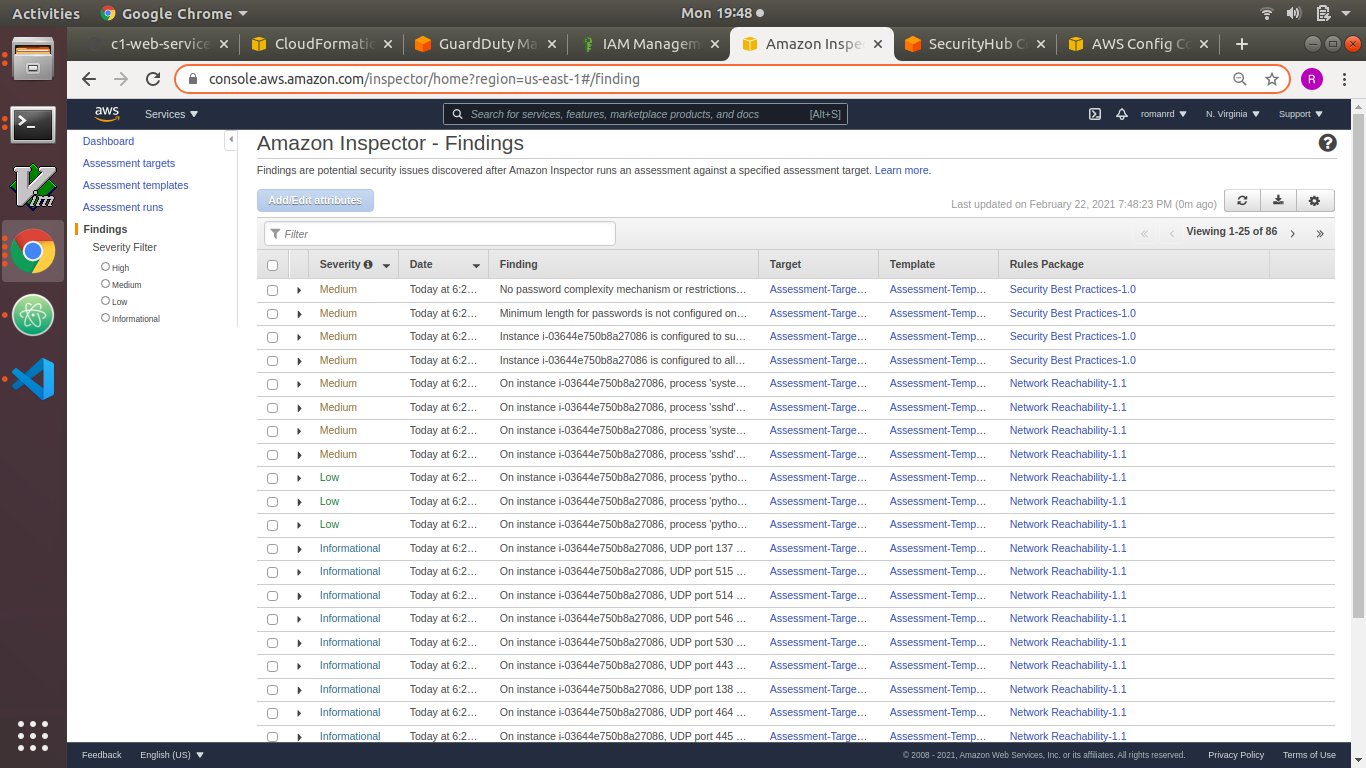 Activities Google Chrome Mon 19:48
c1-web-service CloudFormatic GuardDuty Ma IAM Managem Amazon Inspe SecurityHub C AWS Config Co
console.aws.amazon.com/inspector/home?region=us-east-1#/finding R
aws Services Search for services, features, marketplace products, and docs [Alt+S] romanrd N. Virginia Support
Dashboard
Assessment targets
Assessment templates
Assessment runs
Findings
Severity Filter
High
Medium
Low
Informational
Amazon Inspector - Findings
Findings are potential security issues discovered after Amazon Inspector runs an assessment against a specified assessment target. Learn more.
Add/Edit attributes Last updated on February 22, 2021 7:48:23 PM (0m ago)
Filter Viewing 1-25 of 86
Severity Date Finding Target Template Rules Package
Medium Today at 6:2... No password complexity mechanism or restrictions... Assessment-Targe... Assessment-Temp... Security Best Practices-1.0
Medium Today at 6:2... Minimum length for passwords is not configured on... Assessment-Targe... Assessment-Temp... Security Best Practices-1.0
Medium Today at 6:2... Instance i-03644e750b8a27086 is configured to su... Assessment-Targe... Assessment-Temp... Security Best Practices-1.0
Medium Today at 6:2... Instance i-03644e750b8a27086 is configured to all... Assessment-Targe... Assessment-Temp... Security Best Practices-1.0
Medium Today at 6:2... On instance i-03644e750b8a27086, process 'syste... Assessment-Targe... Assessment-Temp... Network Reachability-1.1
Medium Today at 6:2... On instance i-03644e750b8a27086, process 'sshd'... Assessment-Targe... Assessment-Temp... Network Reachability-1.1
Medium Today at 6:2... On instance i-03644e750b8a27086, process 'syste... Assessment-Targe... Assessment-Temp... Network Reachability-1.1
Medium Today at 6:2... On instance i-03644e750b8a27086, process 'sshd'... Assessment-Targe... Assessment-Temp... Network Reachability-1.1
Low Today at 6:2... On instance i-03644e750b8a27086, process 'pytho... Assessment-Targe... Assessment-Temp... Network Reachability-1.1
Low Today at 6:2... On instance i-03644e750b8a27086, process 'pytho... Assessment-Targe... Assessment-Temp... Network Reachability-1.1
Low Today at 6:2... On instance i-03644e750b8a27086, process 'pytho... Assessment-Targe... Assessment-Temp... Network Reachability-1.1
Informational Today at 6:2... On instance i-03644e750b8a27086, UDP port 137 ... Assessment-Targe... Assessment-Temp... Network Reachability-1.1
Informational Today at 6:2... On instance i-03644e750b8a27086, UDP port 515 ... Assessment-Targe... Assessment-Temp... Network Reachability-1.1
Informational Today at 6:2... On instance i-03644e750b8a27086, UDP port 514 ... Assessment-Targe... Assessment-Temp... Network Reachability-1.1
Informational Today at 6:2... On instance i-03644e750b8a27086, UDP port 546 ... Assessment-Targe... Assessment-Temp... Network Reachability-1.1
Informational Today at 6:2... On instance i-03644e750b8a27086, UDP port 530 ... Assessment-Targe... Assessment-Temp... Network Reachability-1.1
Informational Today at 6:2... On instance i-03644e750b8a27086, UDP port 443 ... Assessment-Targe... Assessment-Temp... Network Reachability-1.1
Informational Today at 6:2... On instance i-03644e750b8a27086, UDP port 138 ... Assessment-Targe... Assessment-Temp... Network Reachability-1.1
Informational Today at 6:2... On instance i-03644e750b8a27086, UDP port 464 ... Assessment-Targe... Assessment-Temp... Network Reachability-1.1
Informational Today at 6:2... On instance i-03644e750b8a27086, UDP port 445 ... Assessment-Targe... Assessment-Temp... Network Reachability-1.1
Feedback English (US) © 2008 - 2021, Amazon Web Services, Inc. or its affiliates. All rights reserved. Privacy Policy Terms of Use